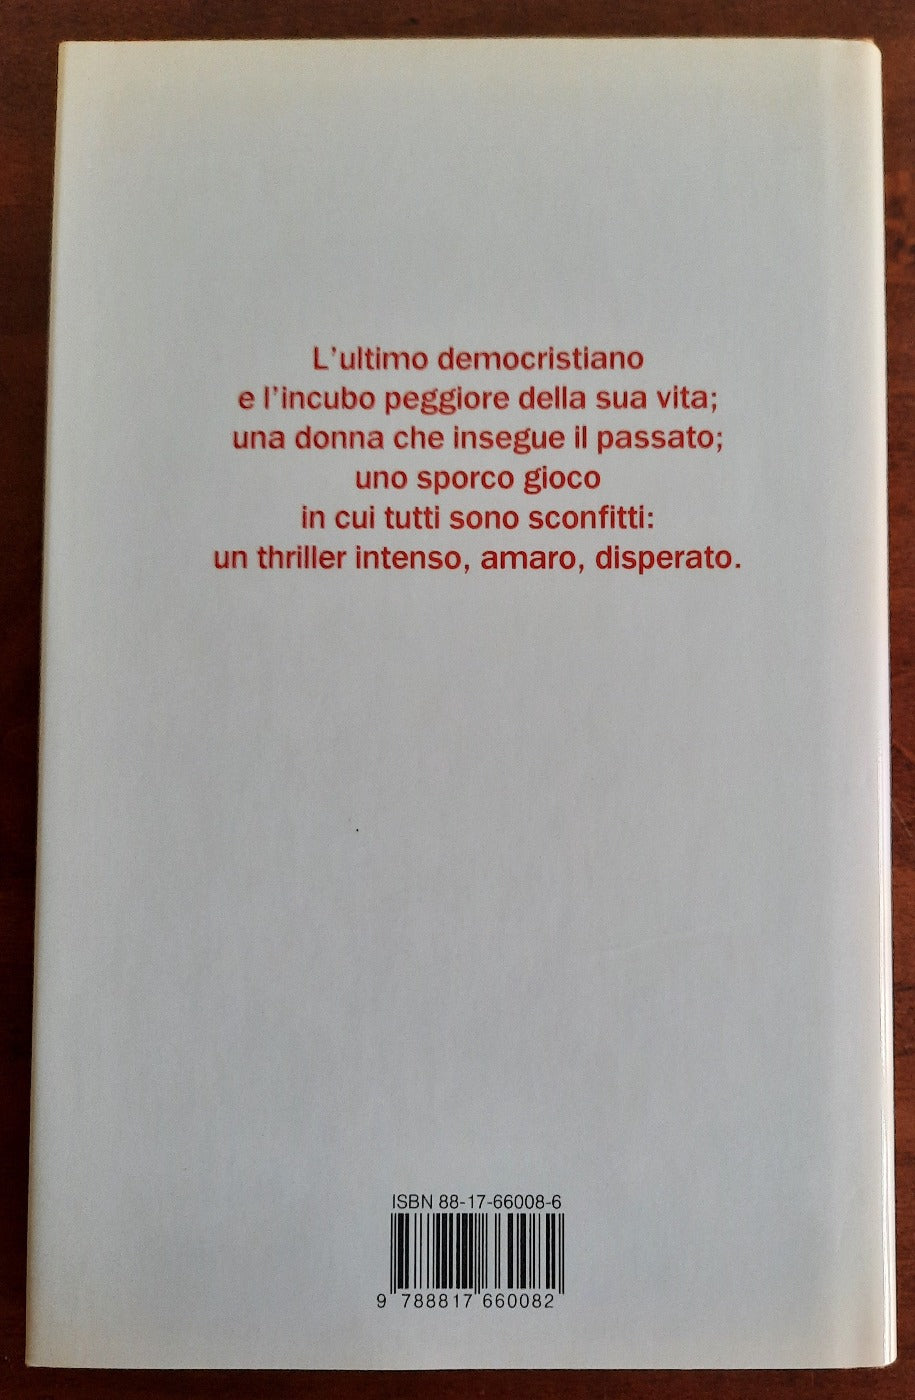 L'ultimo democristiano
e l'incubo peggiore della sua vita;
una donna che insegue il passato;
uno sporco gioco
in cui tutti sono sconfitti:
un thriller intenso, amaro, disperato.
ISBN 88-17-66008-6
9 788817 660082